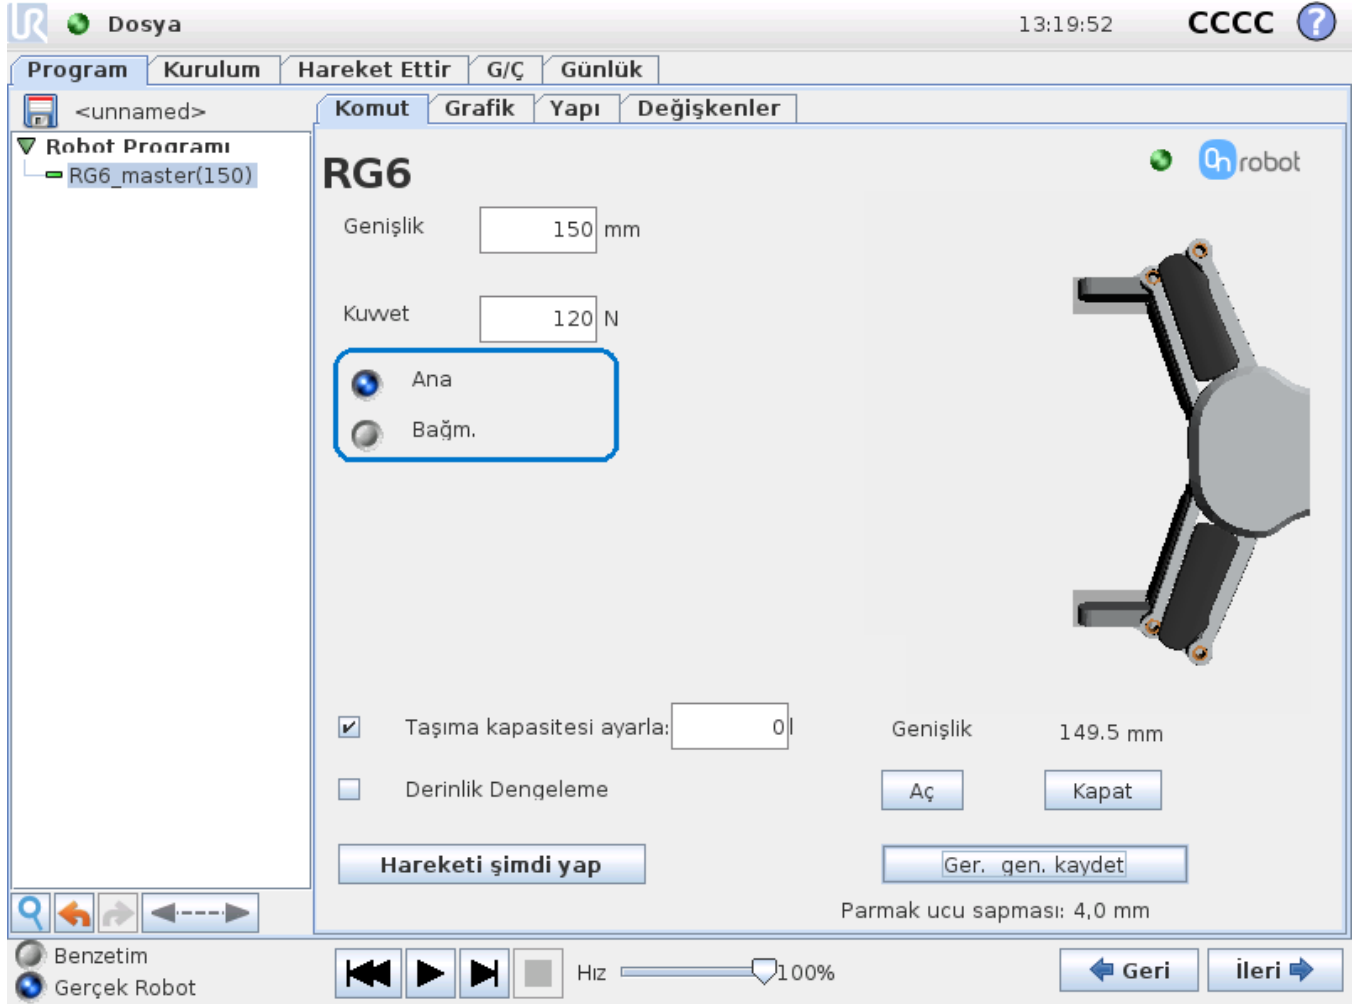 UR Dosya 13:19:52 CCCC ?
Program Kurulum Hareket Ettir G/Ç Günlük
<unnamed> Komut Grafik Yapı Değişkenler
Robot Programı
RG6_master(150)
RG6
On robot
Genişlik 150 mm
Kuvvet 120 N
Ana
Bağm.
Taşıma kapasitesi ayarla: 0
Genişlik 149.5 mm
Derinlik Dengeleme
Aç Kapat
Hareketi şimdi yap
Ger. gen. kaydet
Parmak ucu sapması: 4,0 mm
Benzetim
Gerçek Robot
Hız 100%
Geri İleri